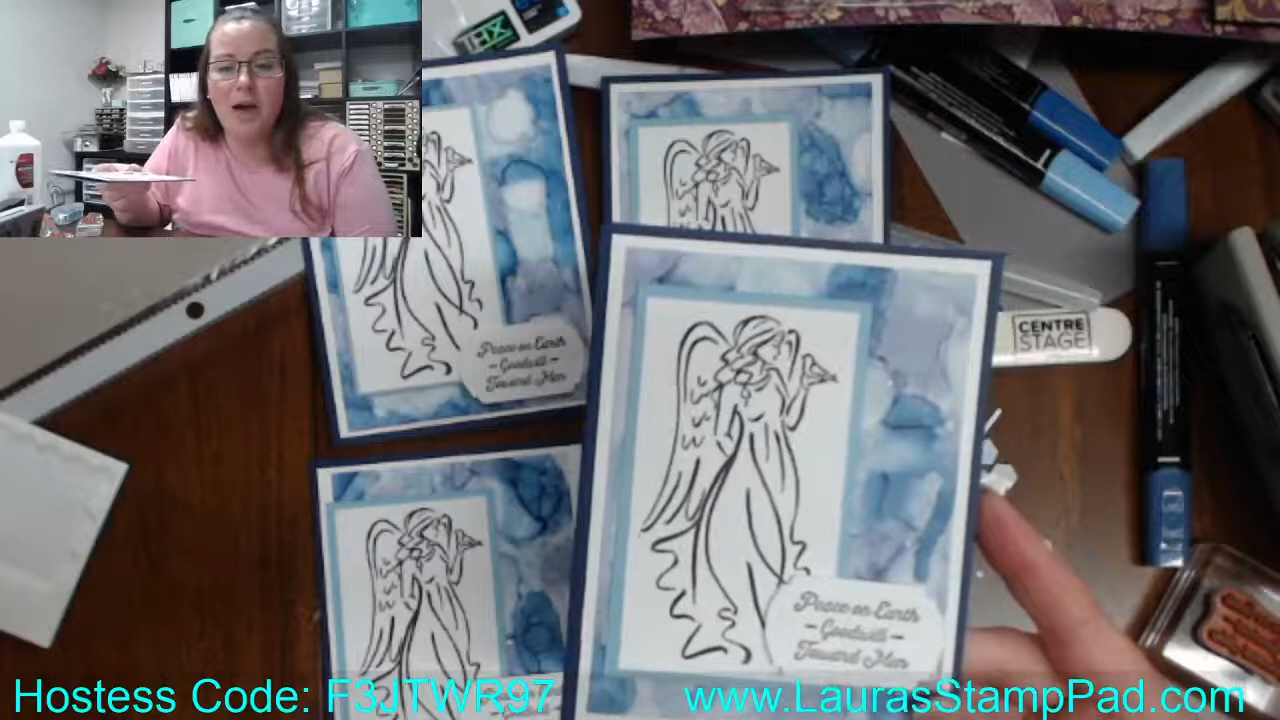 TAX
Peace on Earth
– Goodwill –
Toward Men
CENTRE
STAGE
Peace on Earth
– Goodwill –
Toward Men
Hostess Code: F3JTWR97
www.LaurasStampPad.com